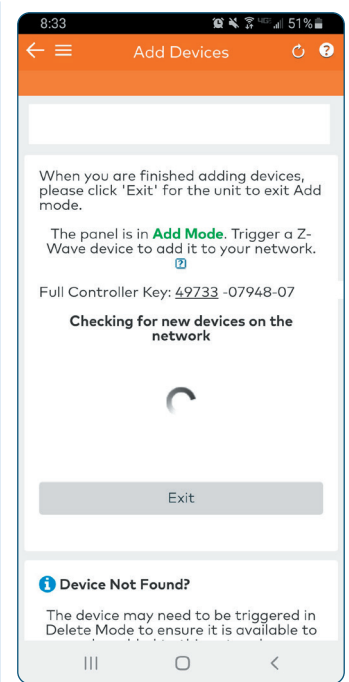 8:33 4GE 51%
Add Devices ?
When you are finished adding devices,
please click 'Exit' for the unit to exit Add
mode.
The panel is in Add Mode. Trigger a Z-
Wave device to add it to your network.
?
Full Controller Key: 49733 -07948-07
Checking for new devices on the
network
Exit
Device Not Found?
The device may need to be triggered in
Delete Mode to ensure it is available to